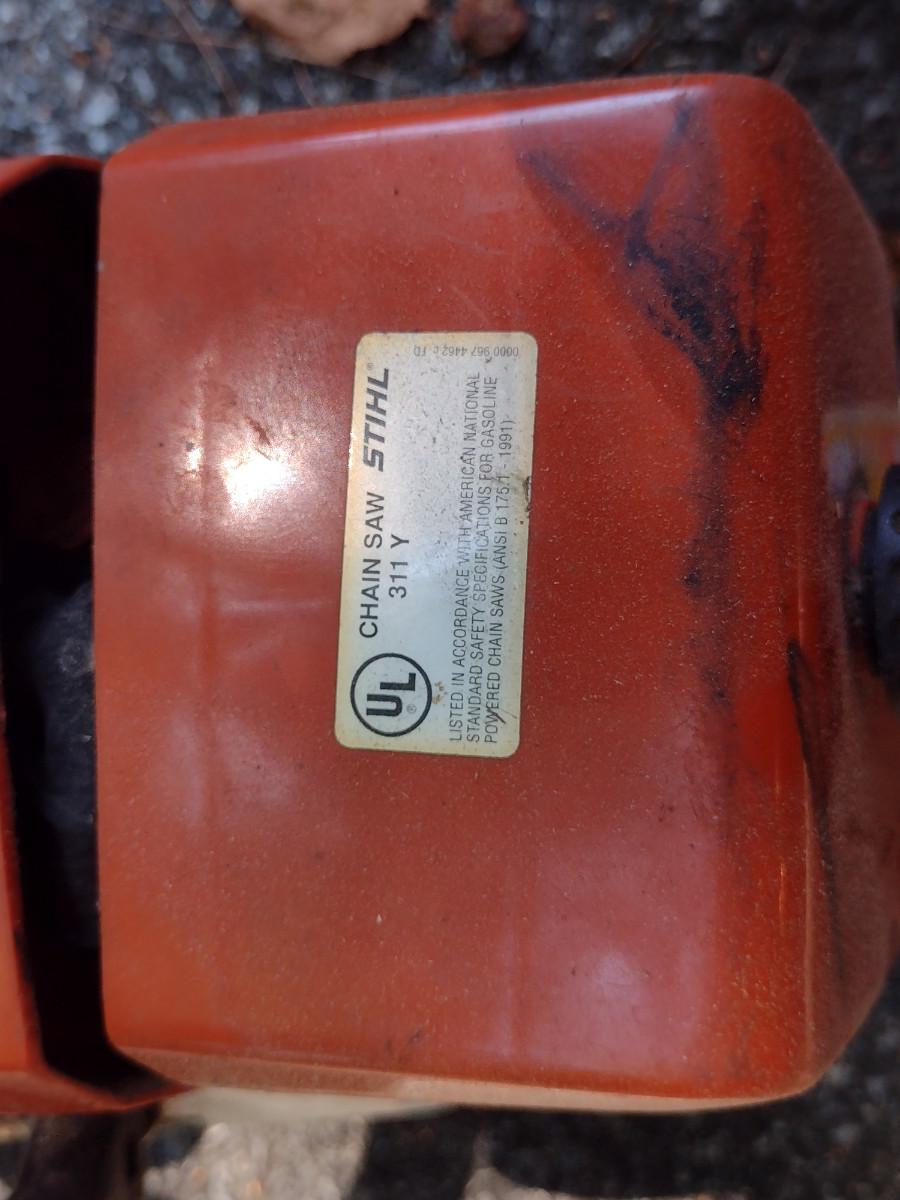 0000 967 4462 c FD
CHAIN SAW STIHL®
311 Y
UL ®
LISTED IN ACCORDANCE WITH AMERICAN NATIONAL
STANDARD SAFETY SPECIFICATIONS FOR GASOLINE
POWERED CHAIN SAWS (ANSI B 175.1 - 1991)